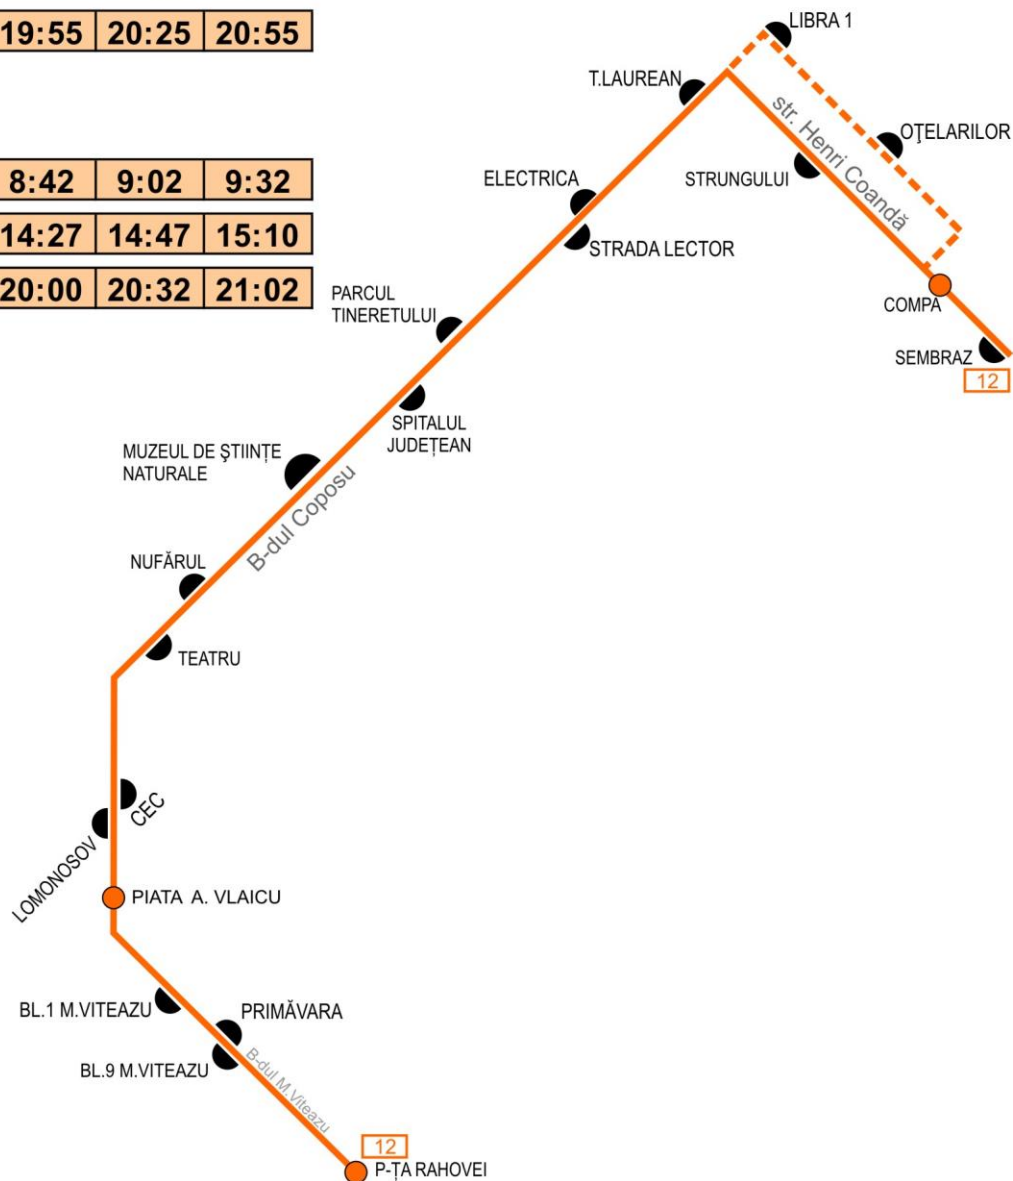 19:55 20:25 20:55
8:42 9:02 9:32
14:27 14:47 15:10
20:00 20:32 21:02
LIBRA 1
T.LAUREAN
str. Henri Coandă
OŢELARILOR
ELECTRICA
STRUNGULUI
STRADA LECTOR
PARCUL
TINERETULUI
COMPA
SEMBRAZ
12
SPITALUL
JUDEȚEAN
MUZEUL DE ŞTIINȚE
NATURALE
B-dul Coposu
NUFĂRUL
TEATRU
CEC
LOMONOSOV
PIATA A. VLAICU
BL.1 M.VITEAZU
PRIMĂVARA
BL.9 M.VITEAZU
B-dul M.Viteazu
12
P-ȚA RAHOVEI